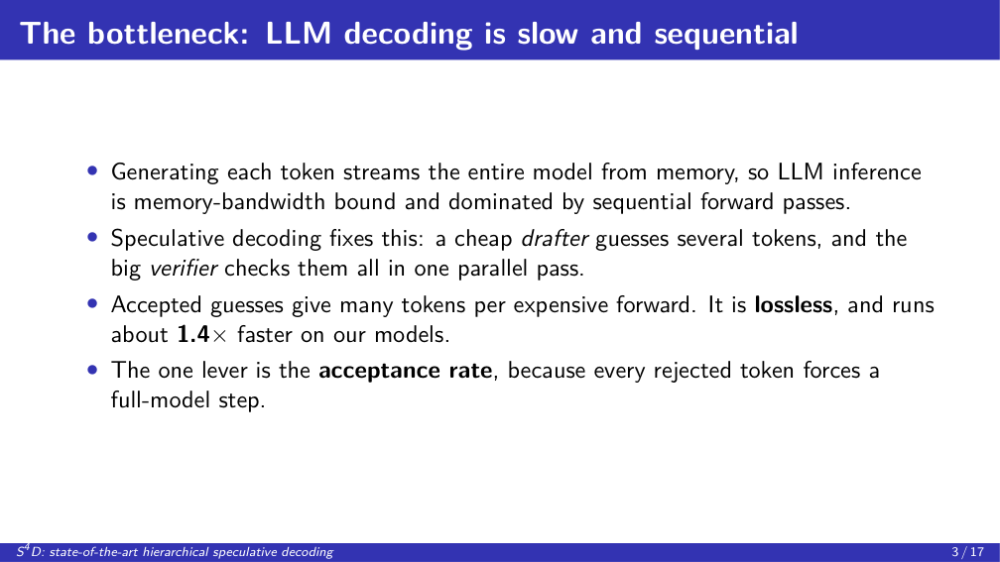 The bottleneck: LLM decoding is slow and sequential
• Generating each token streams the entire model from memory, so LLM inference
is memory-bandwidth bound and dominated by sequential forward passes.
• Speculative decoding fixes this: a cheap drafter guesses several tokens, and the
big verifier checks them all in one parallel pass.
• Accepted guesses give many tokens per expensive forward. It is lossless, and runs
about 1.4× faster on our models.
• The one lever is the acceptance rate, because every rejected token forces a
full-model step.
S⁴D: state-of-the-art hierarchical speculative decoding
3 / 17